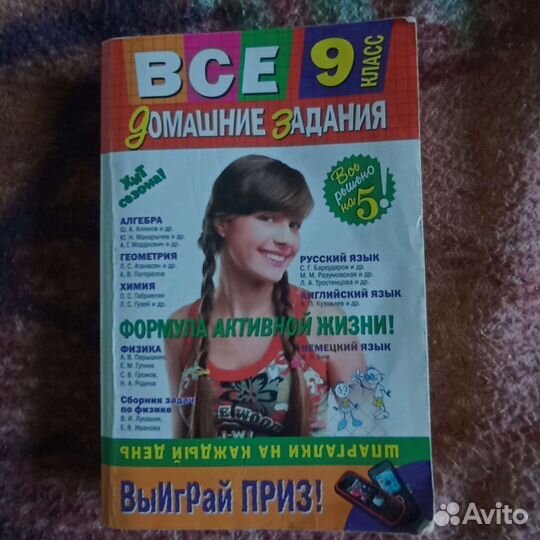 ВСЕ 9 КЛАСС
ДОМАШНИЕ ЗАДАНИЯ
Хит
сезона!
Все
решено
на 5!
АЛГЕБРА
Ш. А. Алимов и др.
Ю. Н. Макарычев и др.
А. Г. Мордкович и др.
ГЕОМЕТРИЯ
Л. С. Атанасян и др.
А. В. Погорелов
ХИМИЯ
О. С. Габриелян
Л. С. Гузей и др.
РУССКИЙ ЯЗЫК
С. Г. Бархударов и др.
М. М. Разумовская и др.
Л. А. Тростенцова и др.
АНГЛИЙСКИЙ ЯЗЫК
В. П. Кузовлев и др.
ФОРМУЛА АКТИВНОЙ ЖИЗНИ!
ФИЗИКА
А. В. Перышкин
Е. М. Гутник
С. В. Громов,
Н. А. Родина
НЕМЕЦКИЙ ЯЗЫК
Бим
Сборник задач
по физике
В. И. Лукашик,
Е. В. Иванова
ШПАРГАЛКИ НА КАЖДЫЙ ДЕНЬ
ВЫИГРАЙ ПРИЗ!
Avito